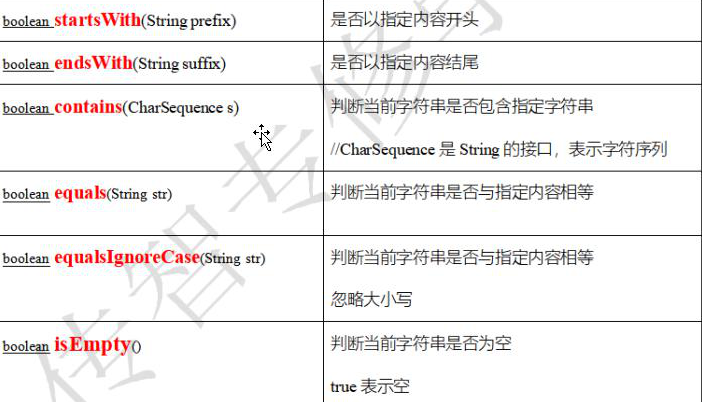 boolean startsWith(String prefix)
是否以指定内容开头
boolean endsWith(String suffix)
是否以指定内容结尾
boolean contains(CharSequence s)
判断当前字符串是否包含指定字符串
//CharSequence 是 String 的接口，表示字符序列
boolean equals(String str)
判断当前字符串是否与指定内容相等
boolean equalsIgnoreCase(String str)
判断当前字符串是否与指定内容相等
忽略大小写
boolean isEmpty()
判断当前字符串是否为空
true 表示空
传智专修学